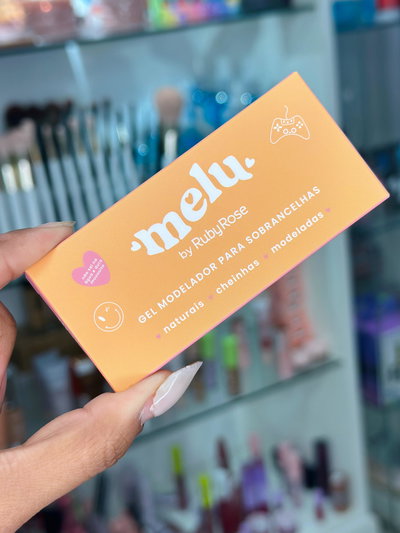 melu
by RubyRose
GEL MODELADOR PARA SOBRANCELHAS
naturais cheinhas modeladas